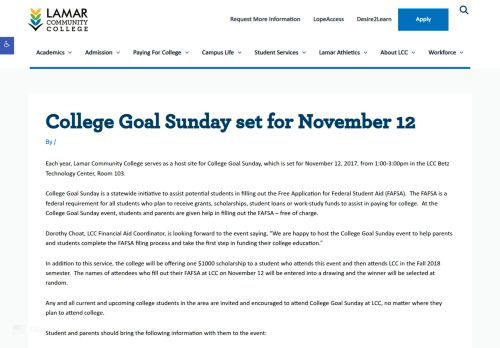 LAMAR
COMMUNITY
COLLEGE
Request More Information LopeAccess Desire2Learn Apply
Academics Admission Paying For College Campus Life Student Services Lamar Athletics About LCC Workforce
College Goal Sunday set for November 12
By /
Each year, Lamar Community College serves as a host site for College Goal Sunday, which is set for November 12, 2017, from 1:00-3:00pm in the LCC Betz
Technology Center, Room 103.
College Goal Sunday is a statewide initiative to assist potential students in filling out the Free Application for Federal Student Aid (FAFSA). The FAFSA is a
federal requirement for all students who plan to receive grants, scholarships, student loans or work-study funds to assist in paying for college. At the
College Goal Sunday event, students and parents are given help in filling out the FAFSA – free of charge.
Dorothy Choat, LCC Financial Aid Coordinator, is looking forward to the event saying, "We are happy to host the College Goal Sunday event to help parents
and students complete the FAFSA filing process and take the first step in funding their college education."
In addition to this service, the college will be offering one $1000 scholarship to a student who attends this event and then attends LCC in the Fall 2018
semester. The names of attendees who fill out their FAFSA at LCC on November 12 will be entered into a drawing and the winner will be selected at
random.
Any and all current and upcoming college students in the area are invited and encouraged to attend College Goal Sunday at LCC, no matter where they
plan to attend college.
Student and parents should bring the following information with them to the event: